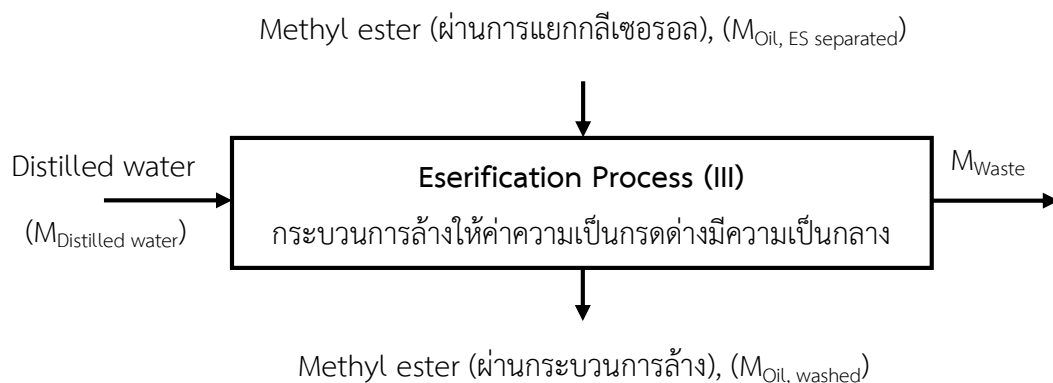 Methyl ester (ผ่านการแยกกลีเซอรอล), (M_Oil, ES separated)
Distilled water
(M_Distilled water)
Eserification Process (III)
กระบวนการล้างให้ค่าความเป็นกรดด่างมีความเป็นกลาง
M_Waste
Methyl ester (ผ่านกระบวนการล้าง), (M_Oil, washed)